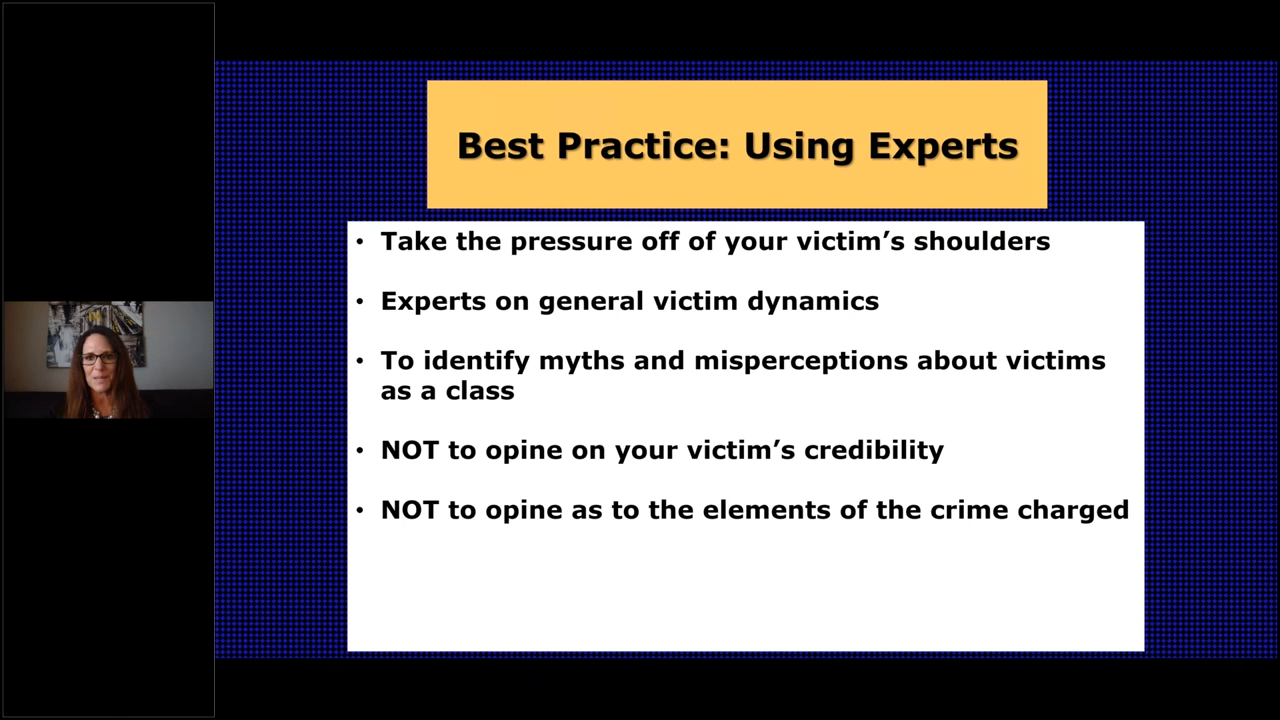 Best Practice: Using Experts
• Take the pressure off of your victim’s shoulders
• Experts on general victim dynamics
• To identify myths and misperceptions about victims
as a class
• NOT to opine on your victim’s credibility
• NOT to opine as to the elements of the crime charged